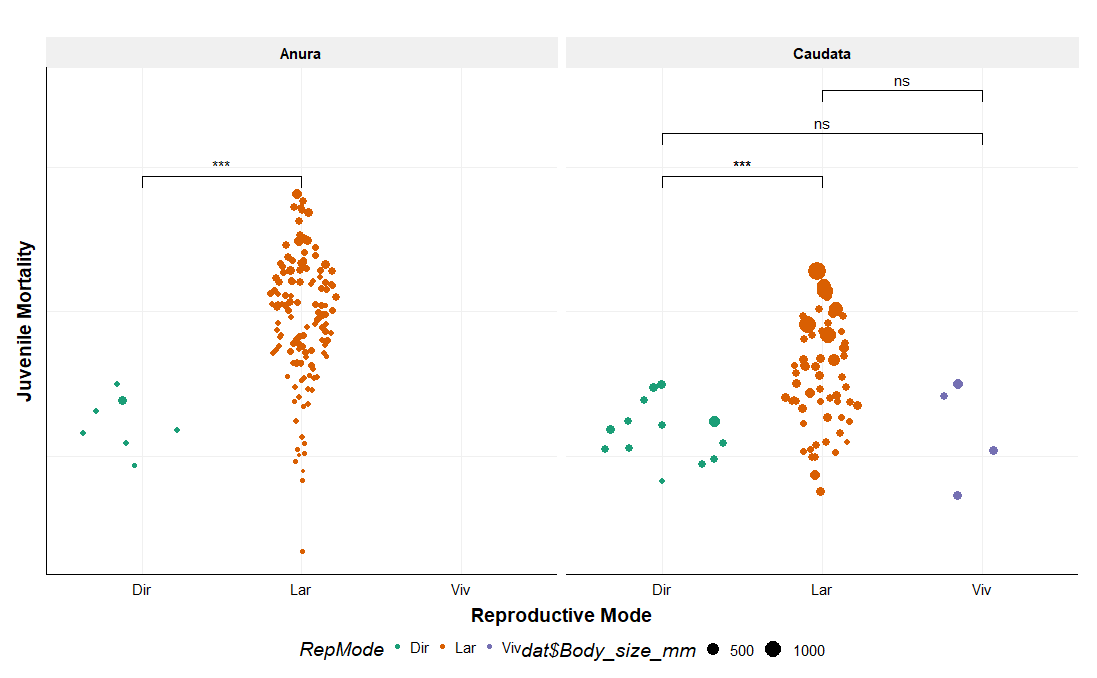 Anura
Caudata
ns
ns
***
***
Juvenile Mortality
Dir Lar Viv
Dir Lar Viv
Reproductive Mode
RepMode Dir Lar Viv dat$Body_size_mm 500 1000